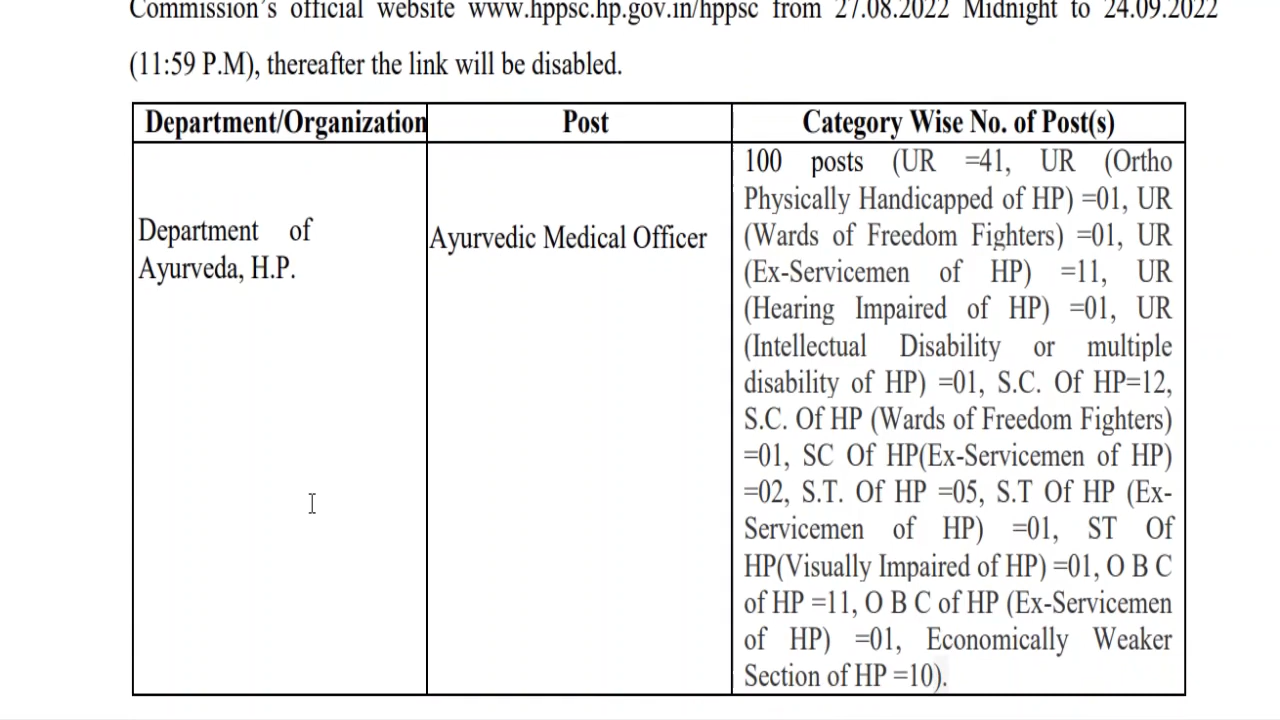 Commission's official website www.hppsc.hp.gov.in/hppsc from 27.08.2022 Midnight to 24.09.2022
(11:59 P.M), thereafter the link will be disabled.
Department/Organization Post Category Wise No. of Post(s)
Department of
Ayurveda, H.P.
Ayurvedic Medical Officer
100 posts (UR =41, UR (Ortho
Physically Handicapped of HP) =01, UR
(Wards of Freedom Fighters) =01, UR
(Ex-Servicemen of HP) =11, UR
(Hearing Impaired of HP) =01, UR
(Intellectual Disability or multiple
disability of HP) =01, S.C. Of HP=12,
S.C. Of HP (Wards of Freedom Fighters)
=01, SC Of HP(Ex-Servicemen of HP)
=02, S.T. Of HP =05, S.T Of HP (Ex-
Servicemen of HP) =01, ST Of
HP(Visually Impaired of HP) =01, O B C
of HP =11, O B C of HP (Ex-Servicemen
of HP) =01, Economically Weaker
Section of HP =10).